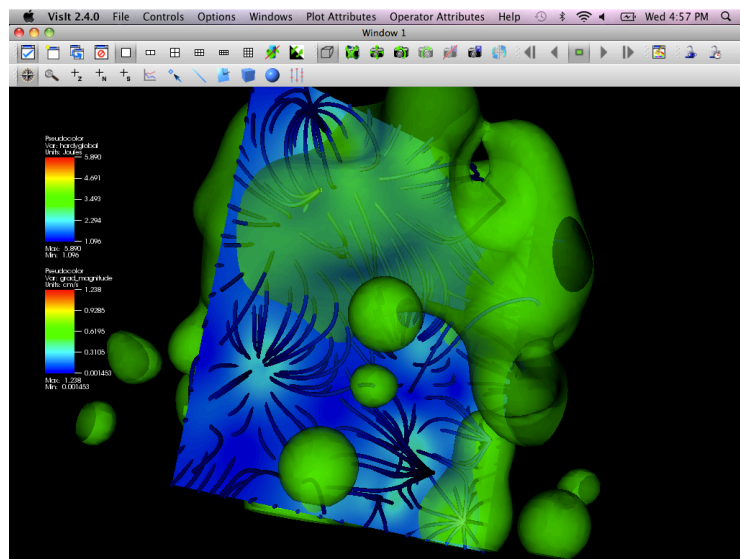 VisIt 2.4.0 File Controls Options Windows Plot Attributes Operator Attributes Help Wed 4:57 PM
Window 1
z N s
Pseudocolor
Var: hardyglobal
Units: Joules
5.890
4.691
3.493
2.294
1.096
Max: 5.890
Min: 1.096
Pseudocolor
Var: grad_magnitude
Units: cm/s
1.238
0.9285
0.6195
0.3105
0.001453
Max: 1.238
Min: 0.001453